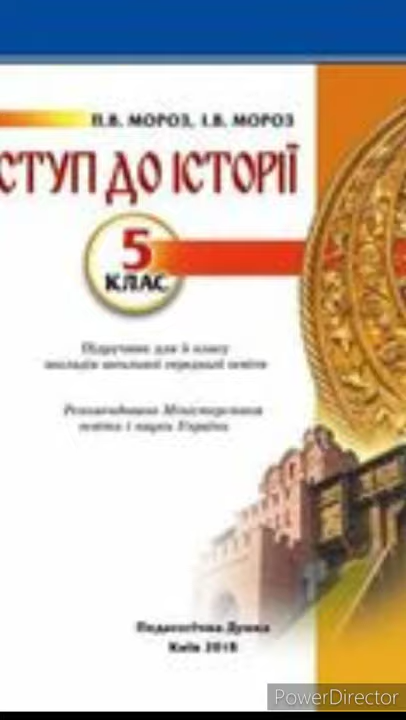 П.В. МОРОЗ, І.В. МОРОЗ
СТУП ДО ІСТОРІЇ
5
КЛАС
Підручник для 5 класу
закладів загальної середньої освіти
Рекомендовано Міністерством
освіти і науки України
Педагогічна Думка
Київ 2018
PowerDirector